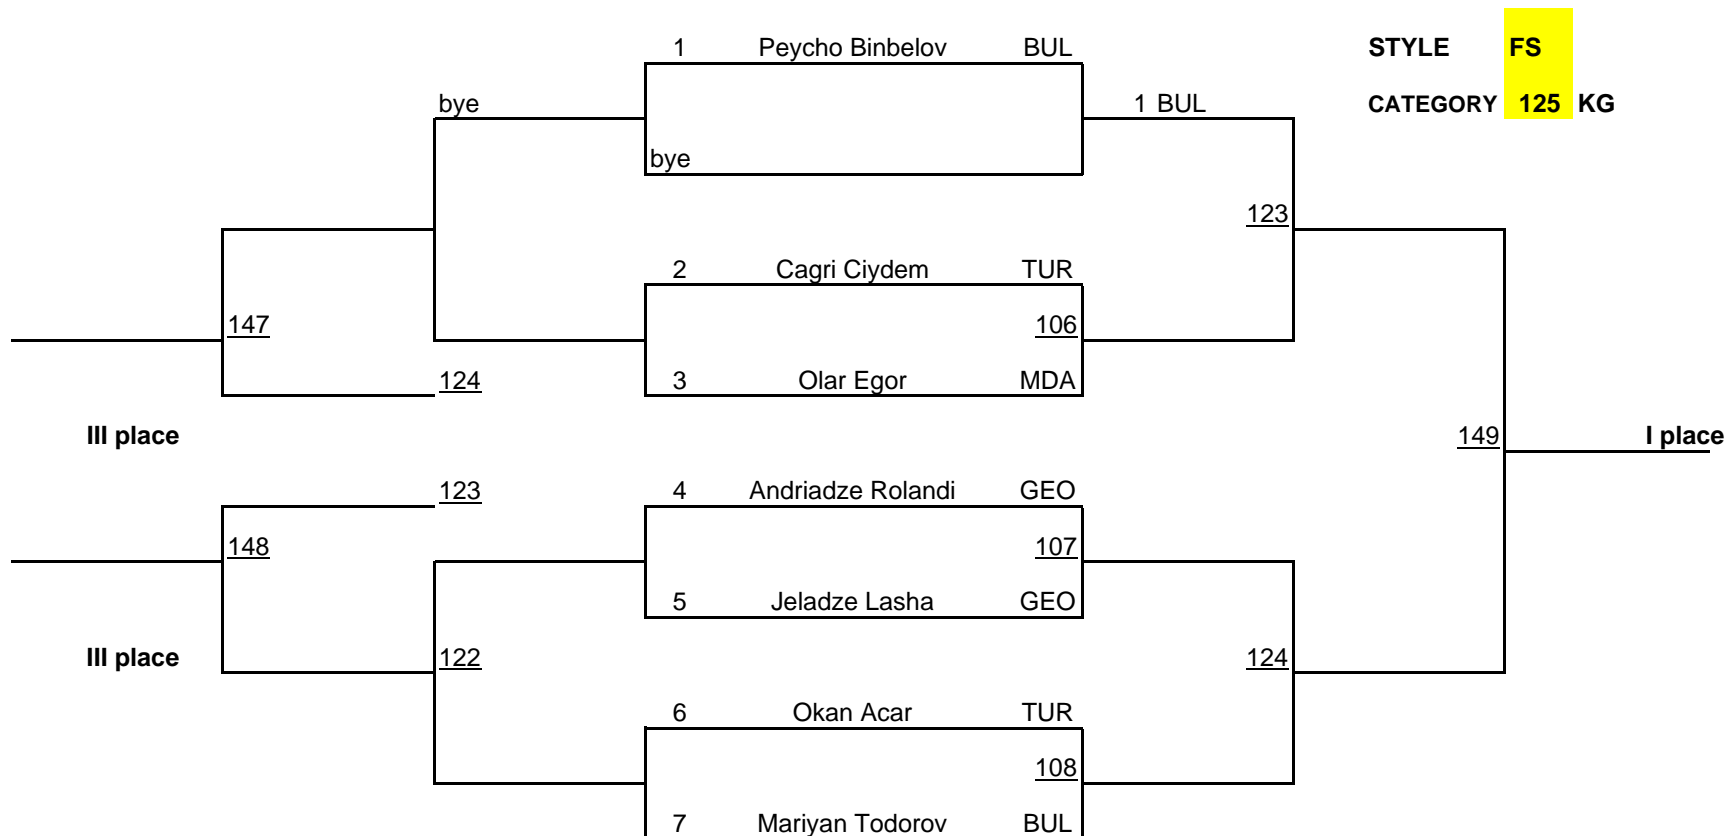 1 Peycho Binbelov BUL STYLE FS
bye 1 BUL CATEGORY 125 KG
bye
123
2 Cagri Ciydem TUR
147 106
124 3 Olar Egor MDA
III place 149 I place
123 4 Andriadze Rolandi GEO
148 107
5 Jeladze Lasha GEO
III place 122 124
6 Okan Acar TUR
108
7 Mariyan Todorov BUL